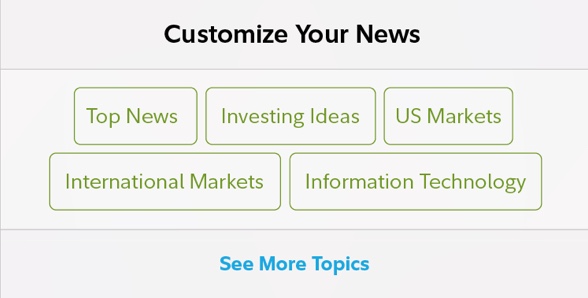 Customize Your News
Top News
Investing Ideas
US Markets
International Markets
Information Technology
See More Topics